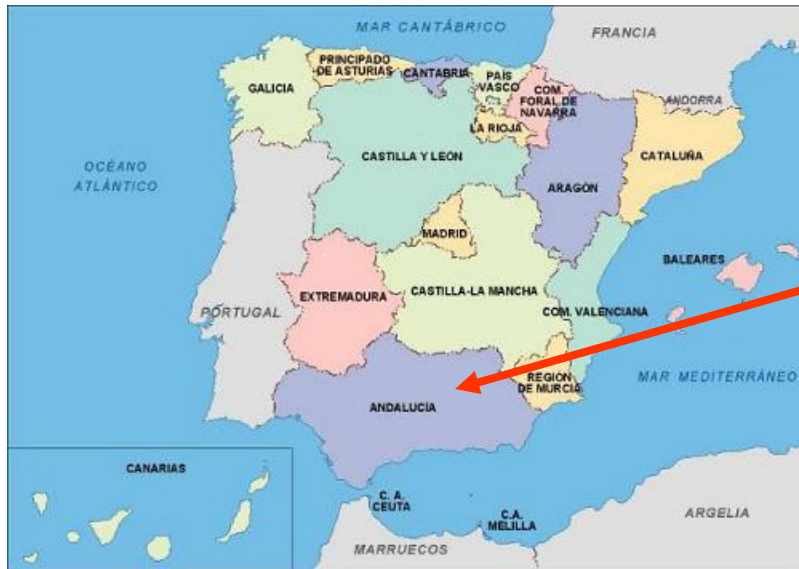 MAR CANTÁBRICO
FRANCIA
PRINCIPADO
DE ASTURIAS
CANTABRIA
PAÍS
VASCO
COM.
FORAL DE
NAVARRA
GALICIA
ANDORRA
LA RIOJA
CASTILLA Y LEÓN
CATALUÑA
OCÉANO
ATLÁNTICO
ARAGÓN
MADRID
BALEARES
EXTREMADURA
CASTILLA-LA MANCHA
PORTUGAL
COM. VALENCIANA
REGIÓN
DE MURCIA
MAR MEDITERRÁNEO
ANDALUCÍA
CANARIAS
C. A.
CEUTA
C.A.
MELILLA
ARGELIA
MARRUECOS